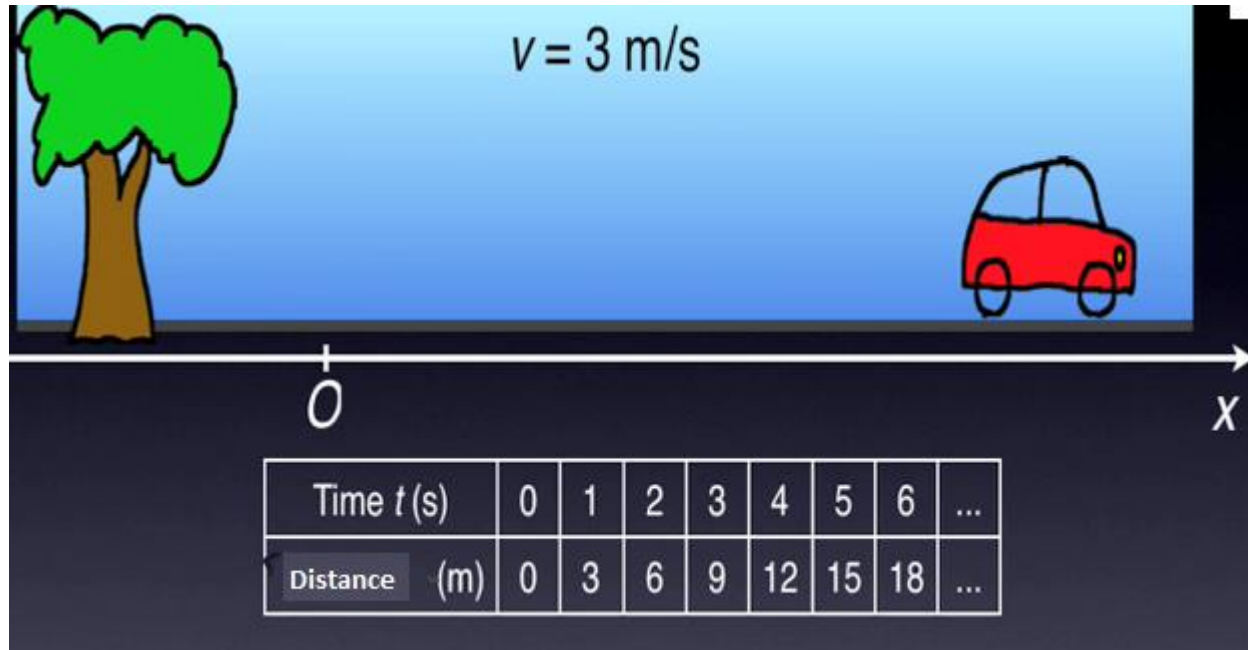 v = 3 m/s
O
x
Time t (s) 0 1 2 3 4 5 6 ...
Distance (m) 0 3 6 9 12 15 18 ...